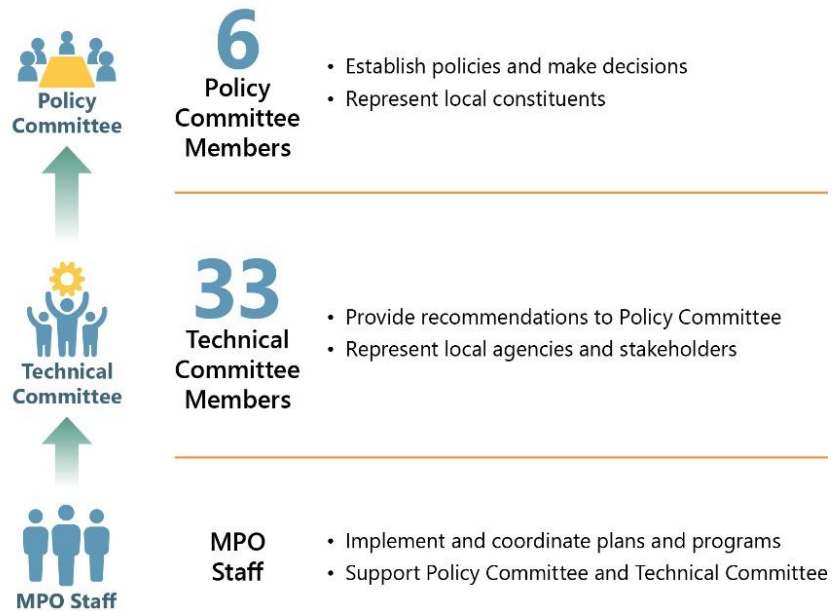 Policy
Committee
6
Policy
Committee
Members
• Establish policies and make decisions
• Represent local constituents
Technical
Committee
33
Technical
Committee
Members
• Provide recommendations to Policy Committee
• Represent local agencies and stakeholders
MPO Staff
MPO
Staff
• Implement and coordinate plans and programs
• Support Policy Committee and Technical Committee